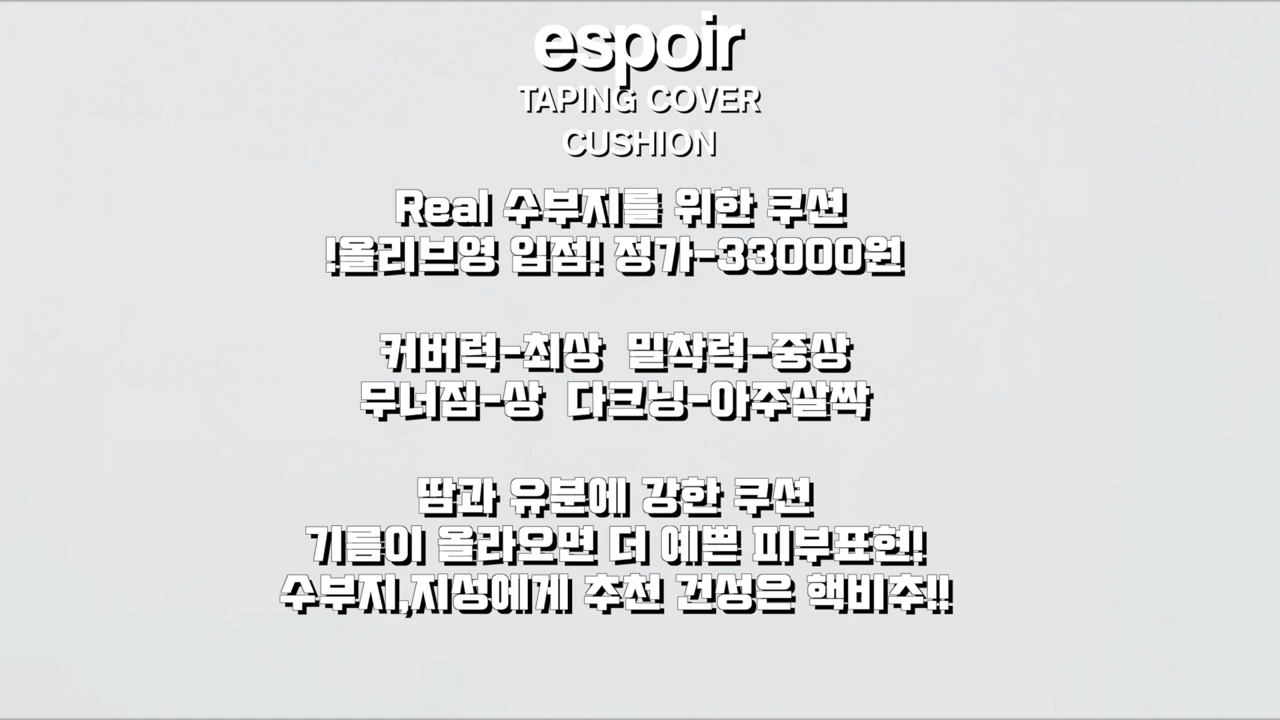 espoir
TAPING COVER
CUSHION
Real 수부지를 위한 쿠션
!올리브영 입점! 정가-33000원
커버력-최상 밀착력-중상
무너짐-상 다크닝-아주살짝
땀과 유분에 강한 쿠션
기름이 올라오면 더 예쁜 피부표현!
수부지,지성에게 추천 건성은 핵비추!!